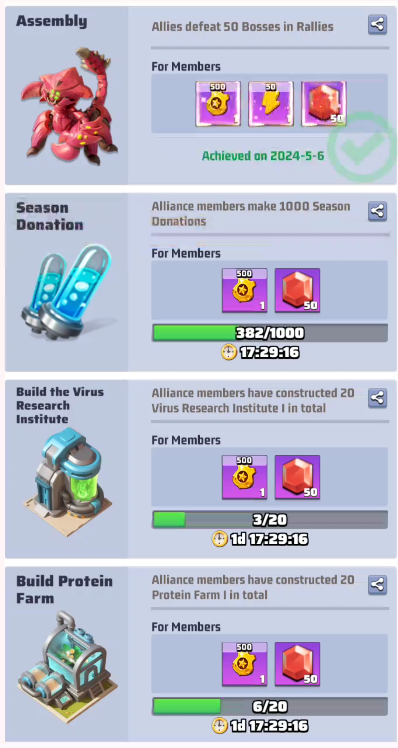 Assembly
Allies defeat 50 Bosses in Rallies
For Members
500
1
50
50
Achieved on 2024-5-6
Season
Donation
Alliance members make 1000 Season
Donations
For Members
500
1
50
382/1000
17:29:16
Build the Virus
Research
Institute
Alliance members have constructed 20
Virus Research Institute I in total
For Members
500
1
50
3/20
1d 17:29:16
Build Protein
Farm
Alliance members have constructed 20
Protein Farm I in total
For Members
500
1
50
6/20
1d 17:29:16